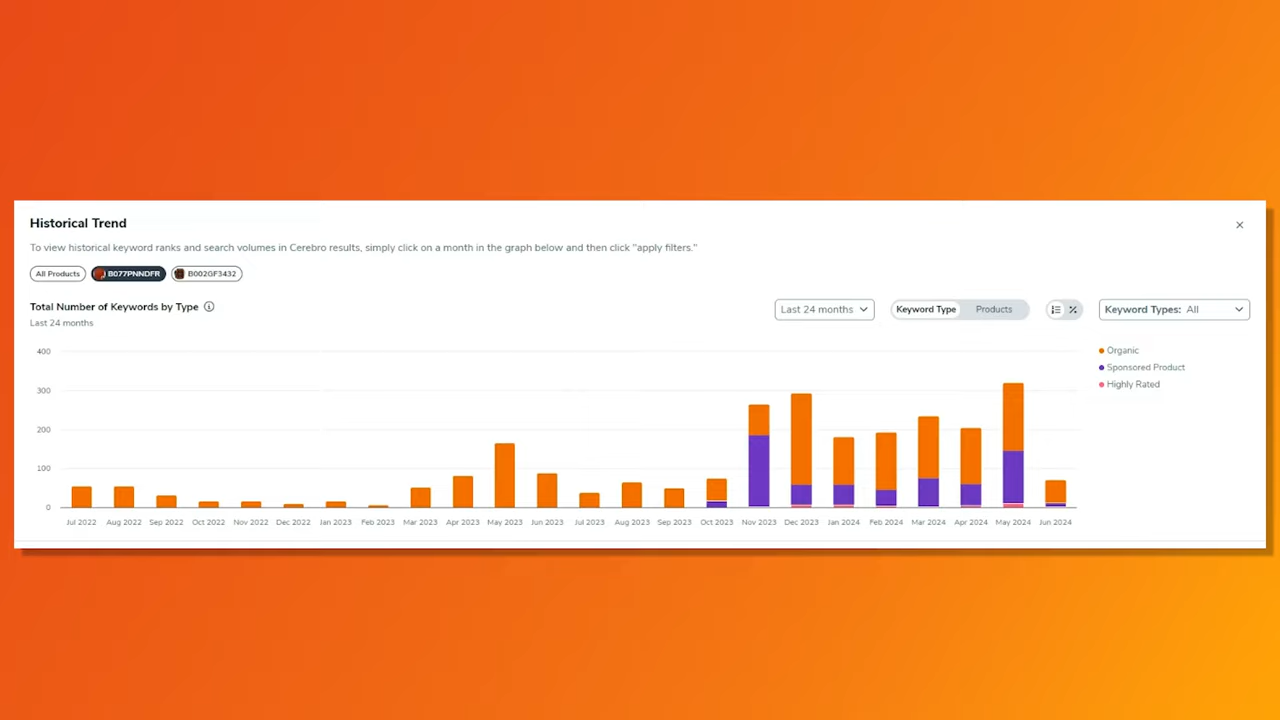 Historical Trend
To view historical keyword ranks and search volumes in Cerebro results, simply click on a month in the graph below and then click "apply filters."
All Products B077PNNDFR B002GF3432
Total Number of Keywords by Type
Last 24 months
Last 24 months
Keyword Type Products
Keyword Types: All
400
300
200
100
0
Jul 2022 Aug 2022 Sep 2022 Oct 2022 Nov 2022 Dec 2022 Jan 2023 Feb 2023 Mar 2023 Apr 2023 May 2023 Jun 2023 Jul 2023 Aug 2023 Sep 2023 Oct 2023 Nov 2023 Dec 2023 Jan 2024 Feb 2024 Mar 2024 Apr 2024 May 2024 Jun 2024
Organic
Sponsored Product
Highly Rated